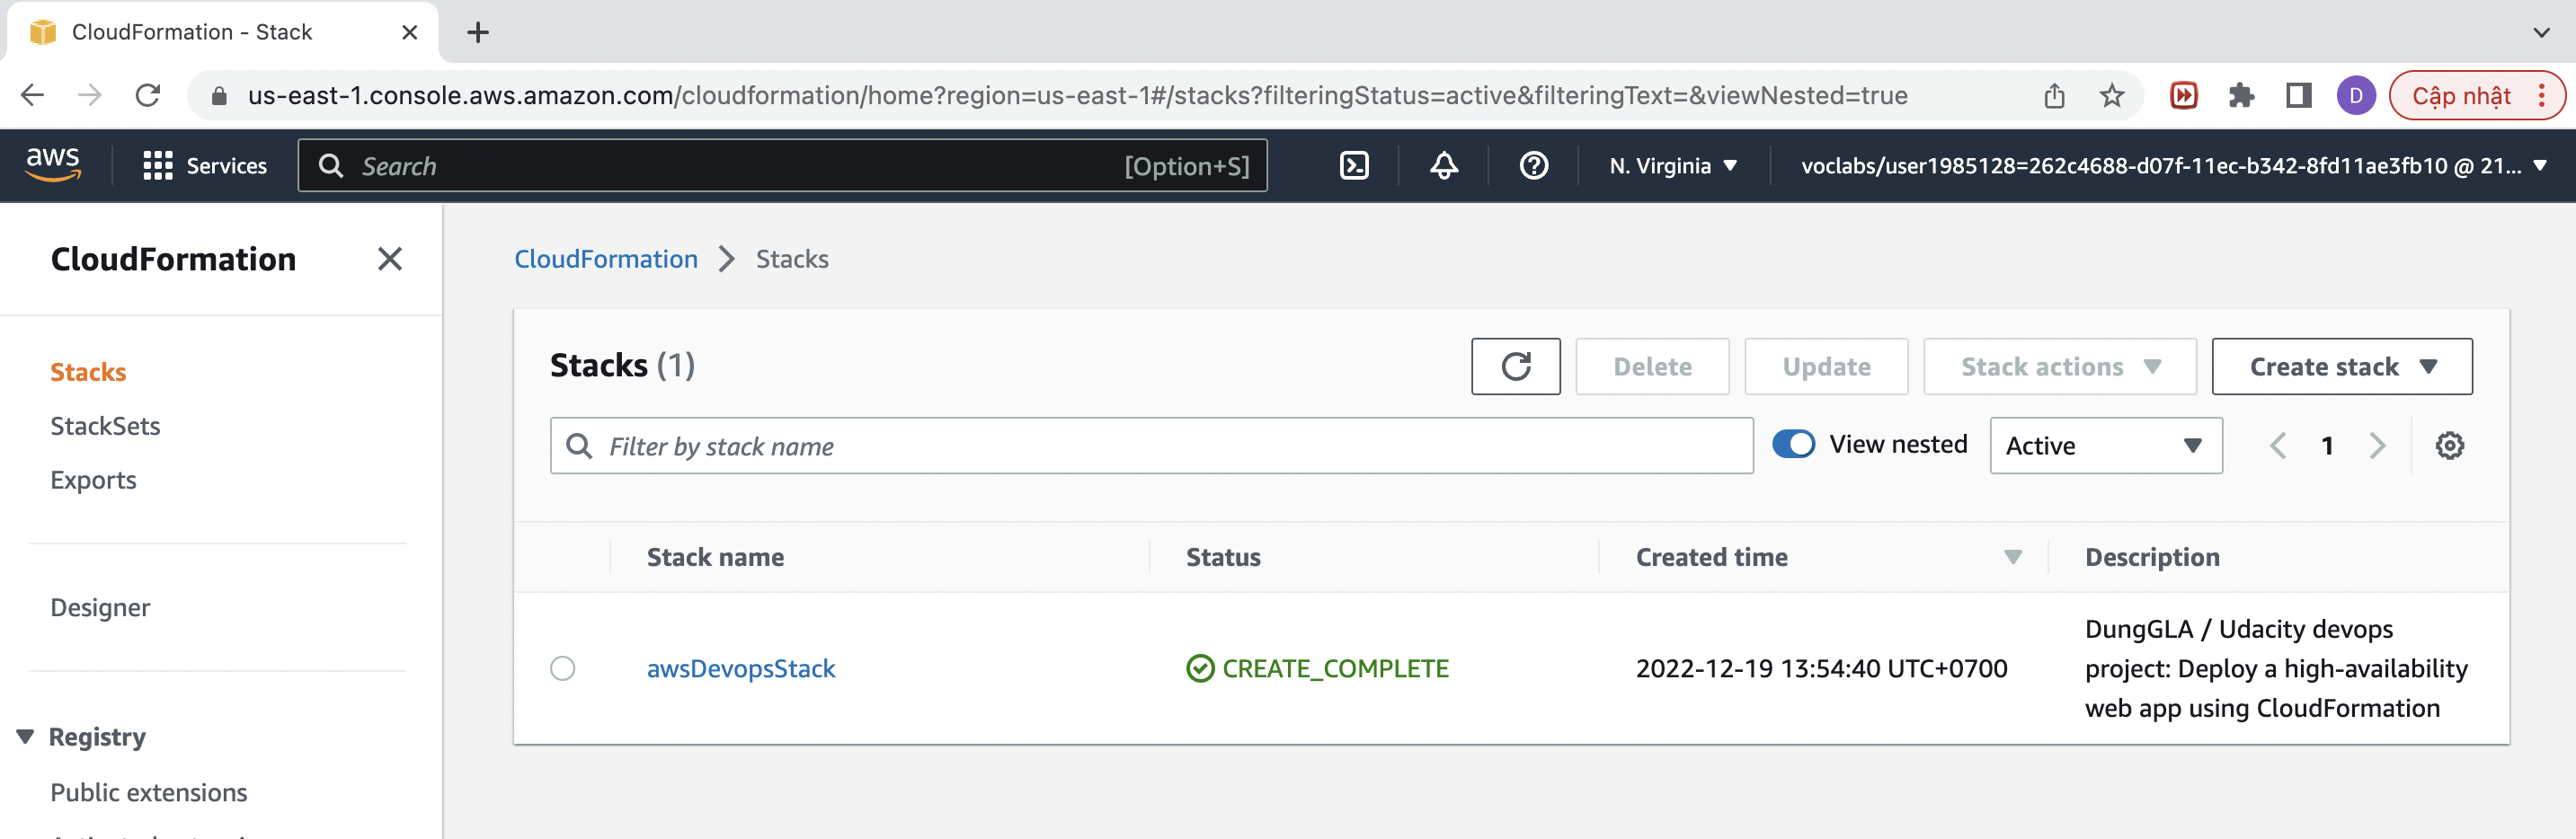 CloudFormation - Stack
us-east-1.console.aws.amazon.com/cloudformation/home?region=us-east-1#/stacks?filteringStatus=active&filteringText=&viewNested=true
D
Cập nhật
aws
Services
Search
[Option+S]
N. Virginia
voclabs/user1985128=262c4688-d07f-11ec-b342-8fd11ae3fb10 @ 21...
CloudFormation
Stacks
StackSets
Exports
Designer
Registry
Public extensions
CloudFormation
Stacks
Stacks (1)
Delete
Update
Stack actions
Create stack
Filter by stack name
View nested
Active
1
Stack name
Status
Created time
Description
awsDevopsStack
CREATE_COMPLETE
2022-12-19 13:54:40 UTC+0700
DungGLA / Udacity devops
project: Deploy a high-availability
web app using CloudFormation